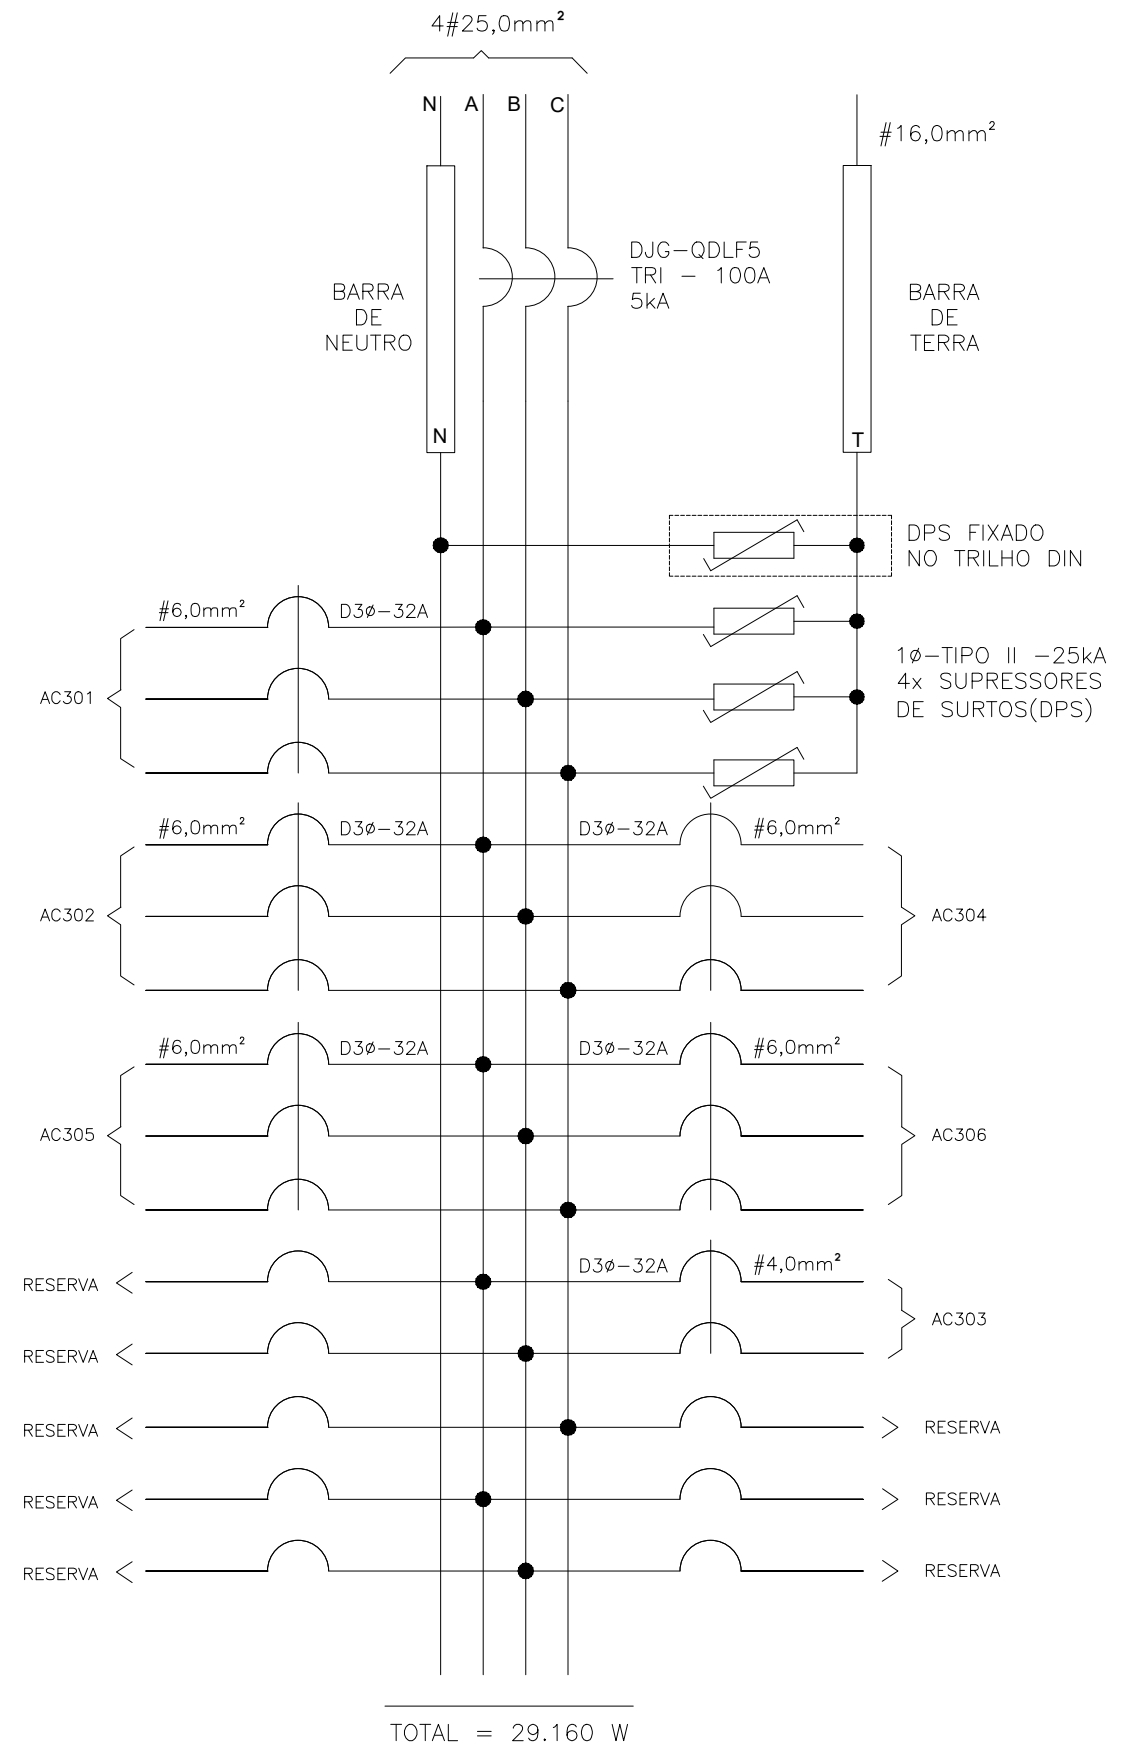 4#25,0mm²
N A B C
#16,0mm²
DJG-QDLF5
TRI - 100A
5kA
BARRA
DE
NEUTRO
BARRA
DE
TERRA
N
T
DPS FIXADO
NO TRILHO DIN
#6,0mm² D3ø-32A
1ø-TIPO II -25kA
4x SUPRESSORES
DE SURTOS(DPS)
AC301
#6,0mm² D3ø-32A D3ø-32A #6,0mm²
AC302 AC304
#6,0mm² D3ø-32A D3ø-32A #6,0mm²
AC305 AC306
D3ø-32A #4,0mm²
RESERVA
AC303
RESERVA
RESERVA RESERVA
RESERVA RESERVA
RESERVA RESERVA
TOTAL = 29.160 W